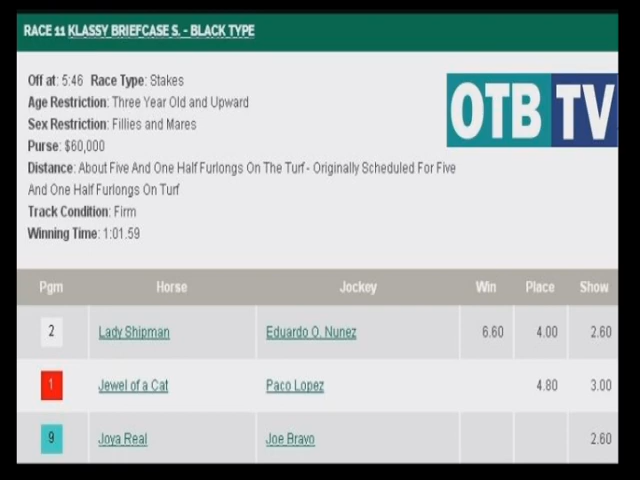 RACE 11 KLASSY BRIEFCASE S. - BLACK TYPE
Off at: 5:46 Race Type: Stakes
Age Restriction: Three Year Old and Upward
Sex Restriction: Fillies and Mares
Purse: $60,000
Distance: About Five And One Half Furlongs On The Turf - Originally Scheduled For Five
And One Half Furlongs On Turf
Track Condition: Firm
Winning Time: 1:01.59
OTB TV
Pgm Horse Jockey Win Place Show
2 Lady Shipman Eduardo O. Nunez 6.60 4.00 2.60
1 Jewel of a Cat Paco Lopez 4.80 3.00
9 Joya Real Joe Bravo 2.60